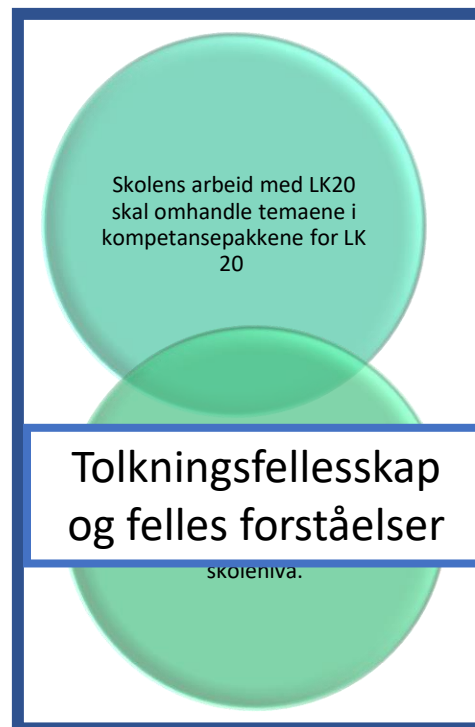 Skolens arbeid med LK20
skal omhandle temaene i
kompetansepakkene for LK
20
Tolkningsfellesskap
og felles forståelser
skolenivå.